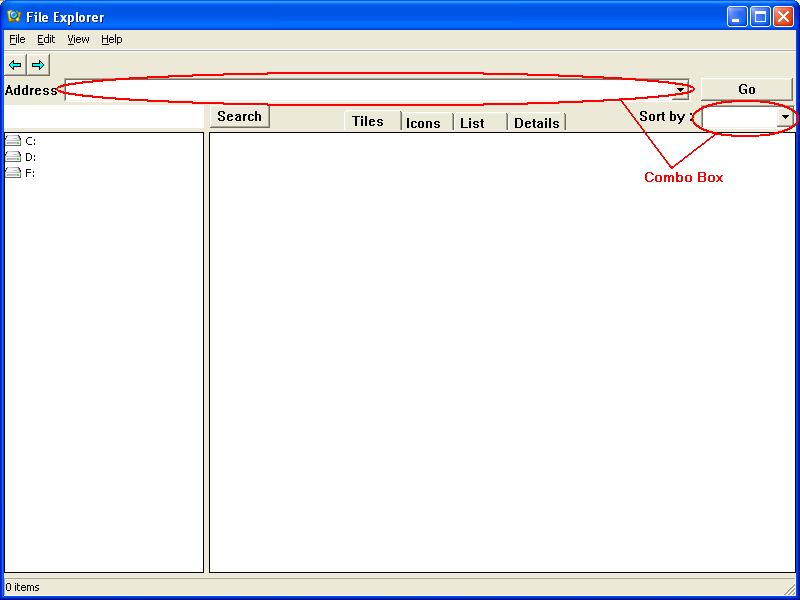 File Explorer
File Edit View Help
Address Go
Search Tiles Icons List Details Sort by :
C:
D:
F:
Combo Box
0 items